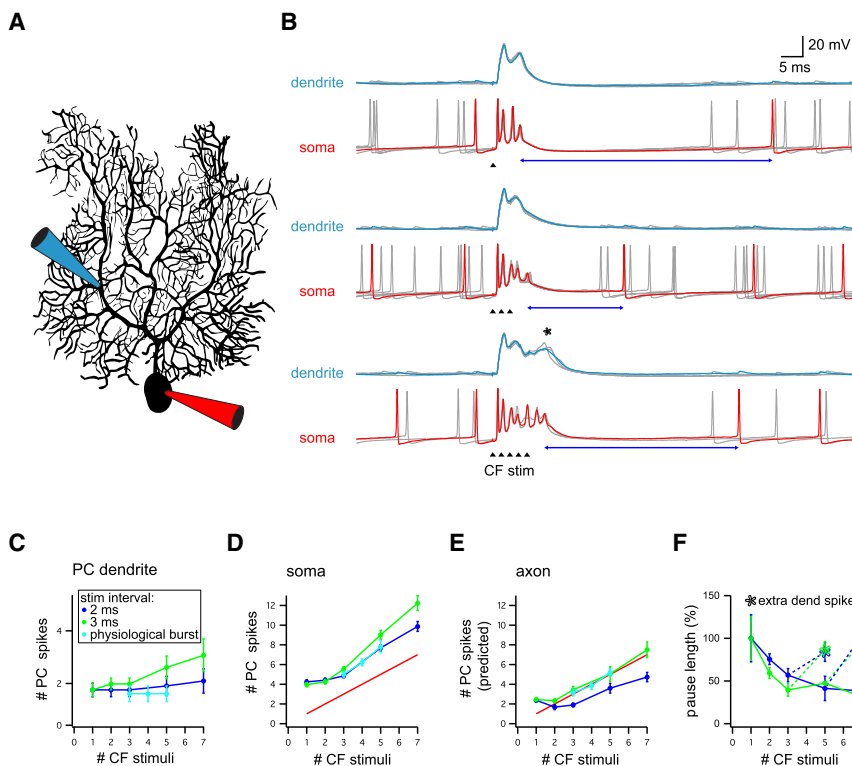 A
B
20 mV
5 ms
dendrite
soma
dendrite
soma
*
dendrite
soma
CF stim
C
D
E
F
PC dendrite
soma
axon
stim interval:
2 ms
3 ms
physiological burst
# PC spikes
4
2
0
0 1 2 3 4 5 6 7
# CF stimuli
# PC spikes
12
10
8
6
4
2
0
0 1 2 3 4 5 6 7
# CF stimuli
# PC spikes
(predicted)
12
10
8
6
4
2
0
0 1 2 3 4 5 6 7
# CF stimuli
pause length (%)
150
100
50
0
* extra dend spike
0 1 2 3 4 5 6
# CF stimuli